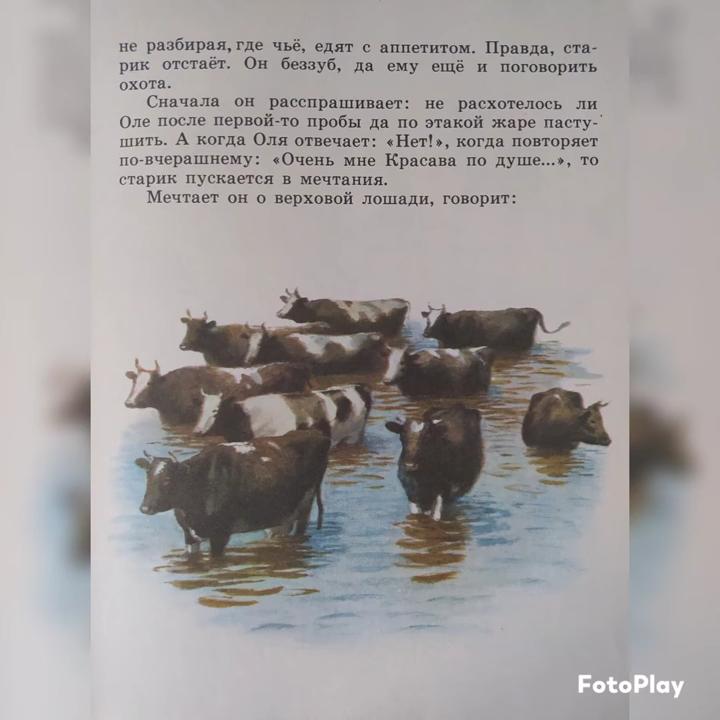 не разбирая, где чьё, едят с аппетитом. Правда, ста-
рик отстаёт. Он беззуб, да ему ещё и поговорить
охота.
Сначала он расспрашивает: не расхотелось ли
Оле после первой-то пробы да по этакой жаре пасту-
шить. А когда Оля отвечает: «Нет!», когда повторяет
по-вчерашнему: «Очень мне Красава по душе...», то
старик пускается в мечтания.
Мечтает он о верховой лошади, говорит:
FotoPlay